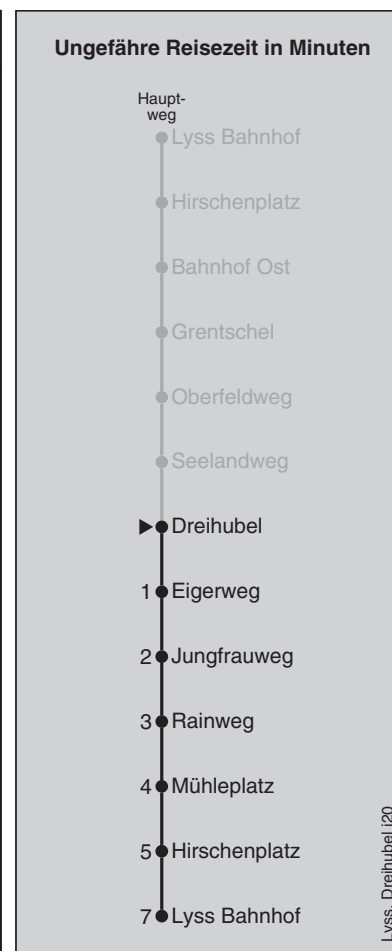 Ungefähre Reisezeit in Minuten
Haupt-
weg
Lyss Bahnhof
Hirschenplatz
Bahnhof Ost
Grentschel
Oberfeldweg
Seelandweg
Dreihubel
1 Eigerweg
2 Jungfrauweg
3 Rainweg
4 Mühleplatz
5 Hirschenplatz
7 Lyss Bahnhof
Lyss, Dreihubel j20